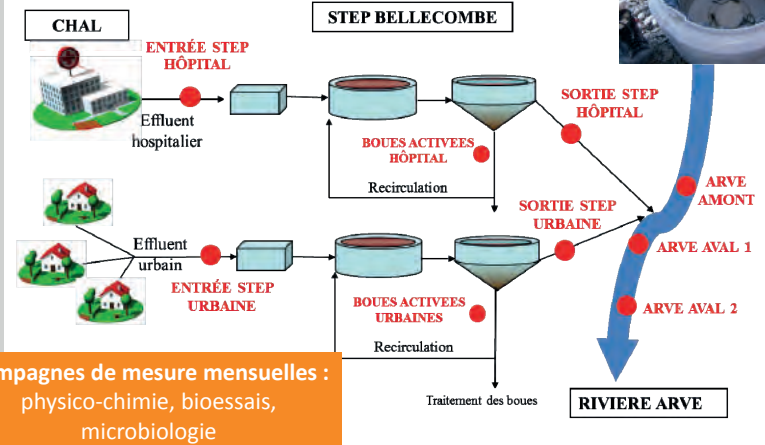 CHAL
STEP BELLECOMBE
ENTRÉE STEP
HÔPITAL
SORTIE STEP
HÔPITAL
Effluent
hospitalier
BOUES ACTIVEES
HÔPITAL
ARVE
AMONT
Recirculation
SORTIE STEP
URBAINE
Effluent
urbain
ARVE AVAL 1
ENTRÉE STEP
URBAINE
BOUES ACTIVEES
URBAINES
ARVE AVAL 2
Recirculation
mpagnes de mesure mensuelles :
physico-chimie, bioessais,
microbiologie
Traitement des boues
RIVIERE ARVE